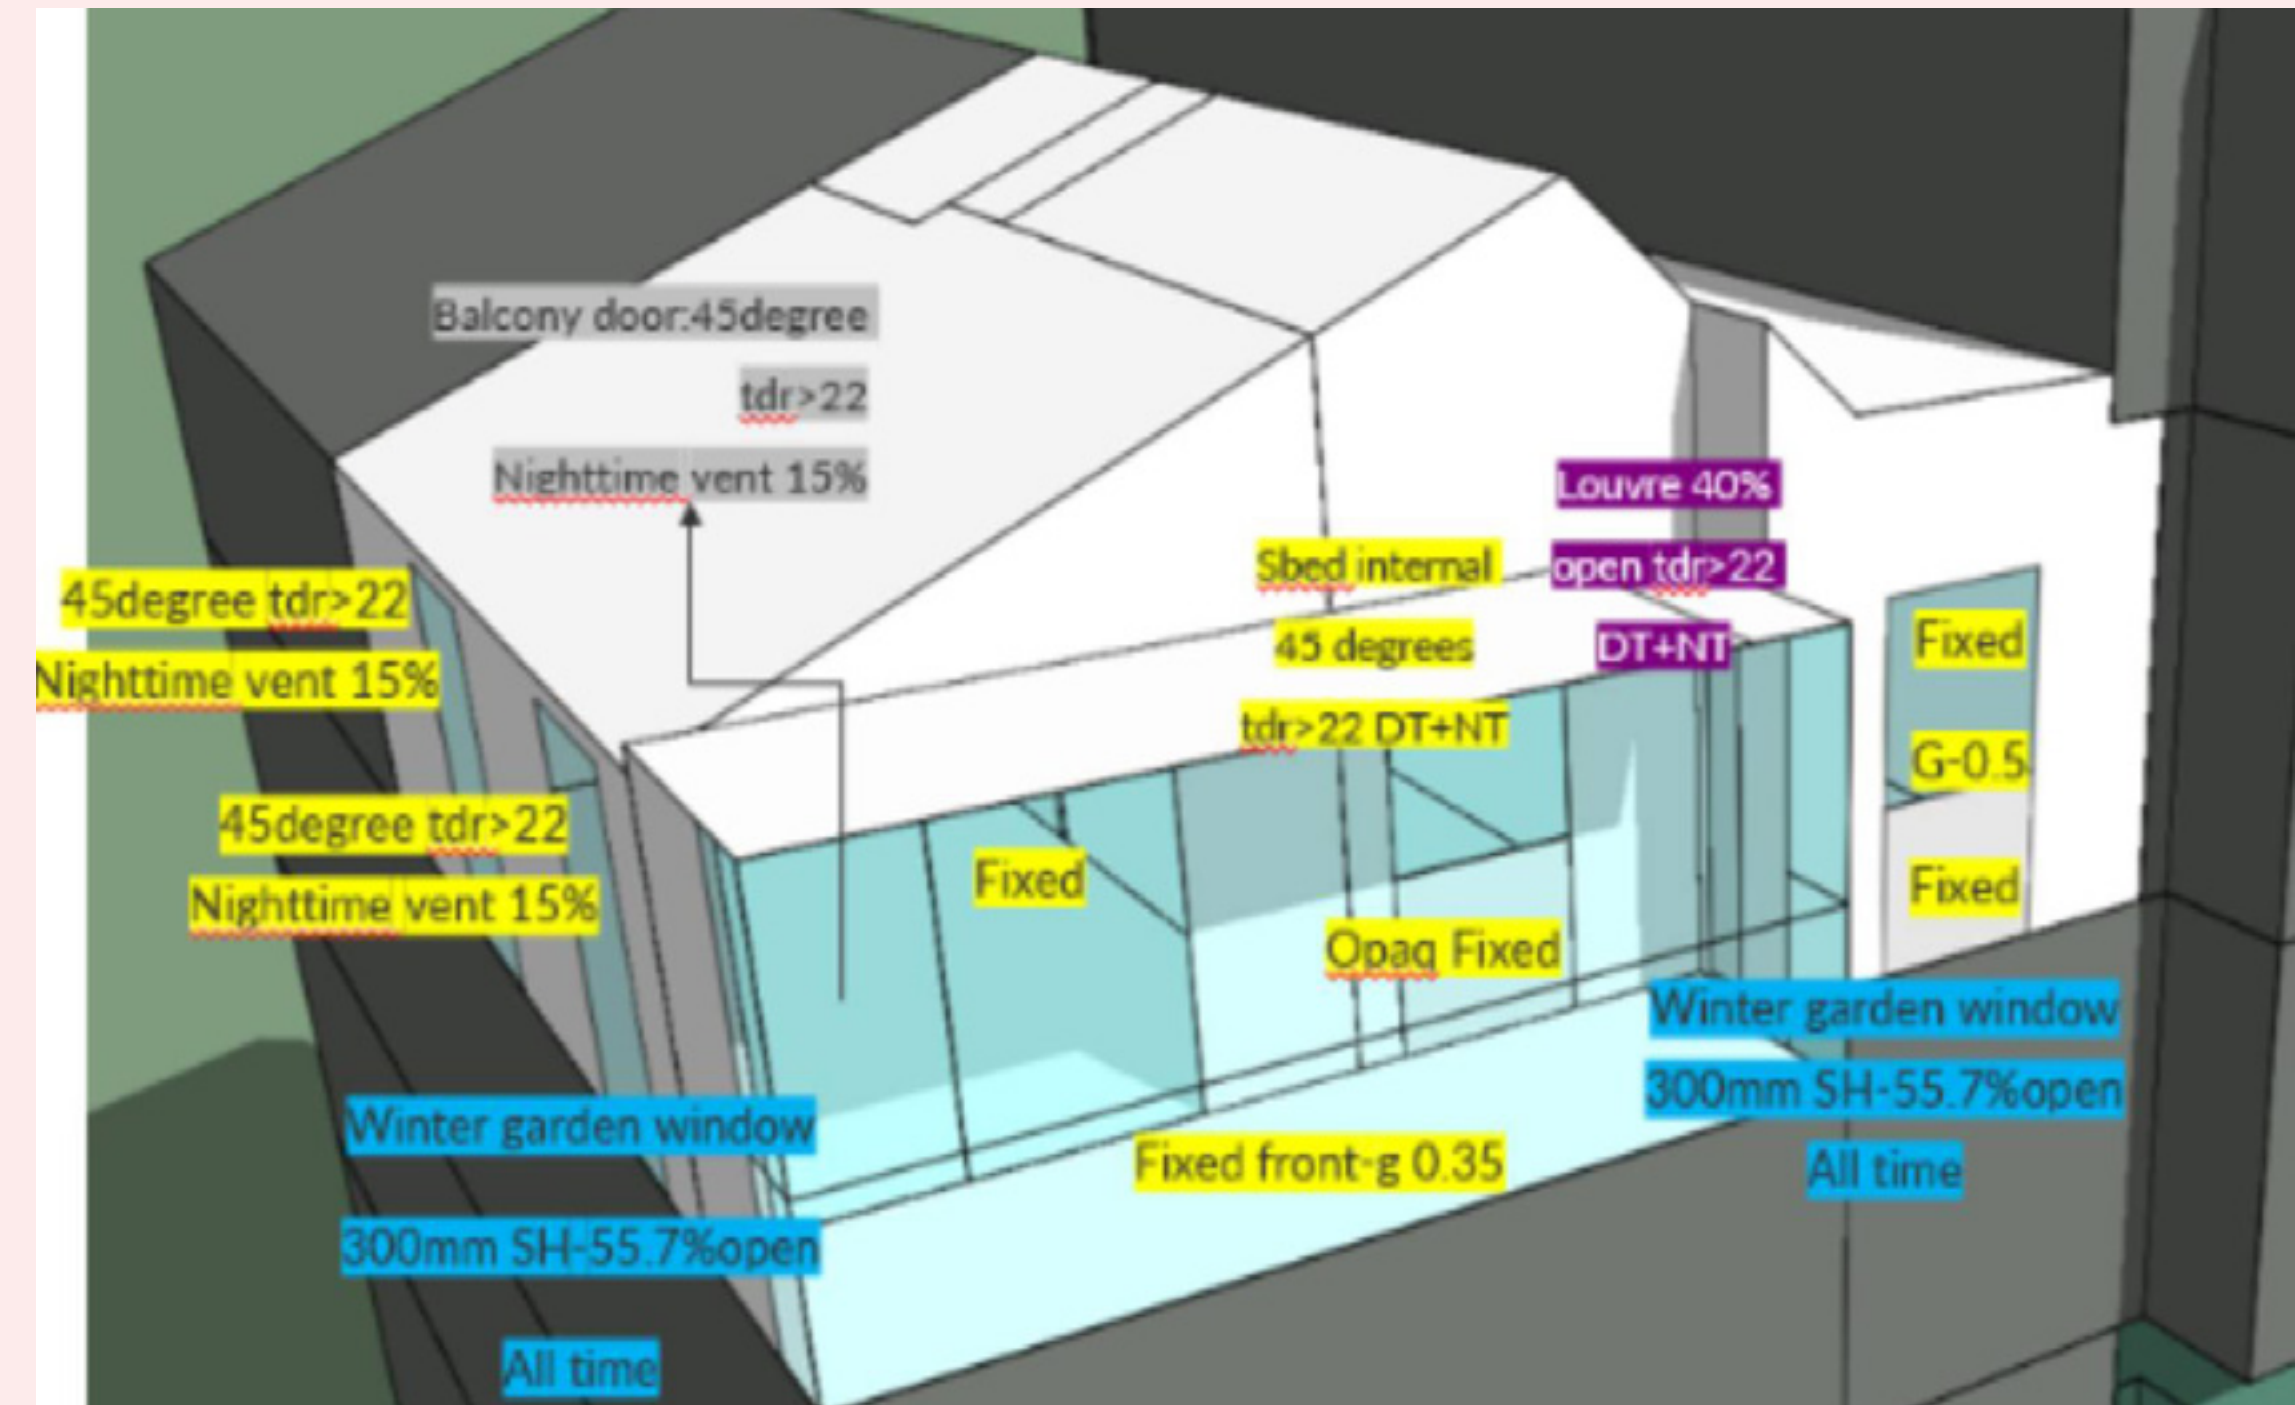 Balcony door:45degree
tdr>22
Nighttime vent 15%
Louvre 40%
open tdr>22
DT+NT
Sbed internal
45 degrees
tdr>22 DT+NT
45degree tdr>22
Nighttime vent 15%
Fixed
G-0.5
Fixed
45degree tdr>22
Nighttime vent 15%
Fixed
Opaq Fixed
Winter garden window
300mm SH-55.7%open
All time
Fixed front-g 0.35
Winter garden window
300mm SH-55.7%open
All time